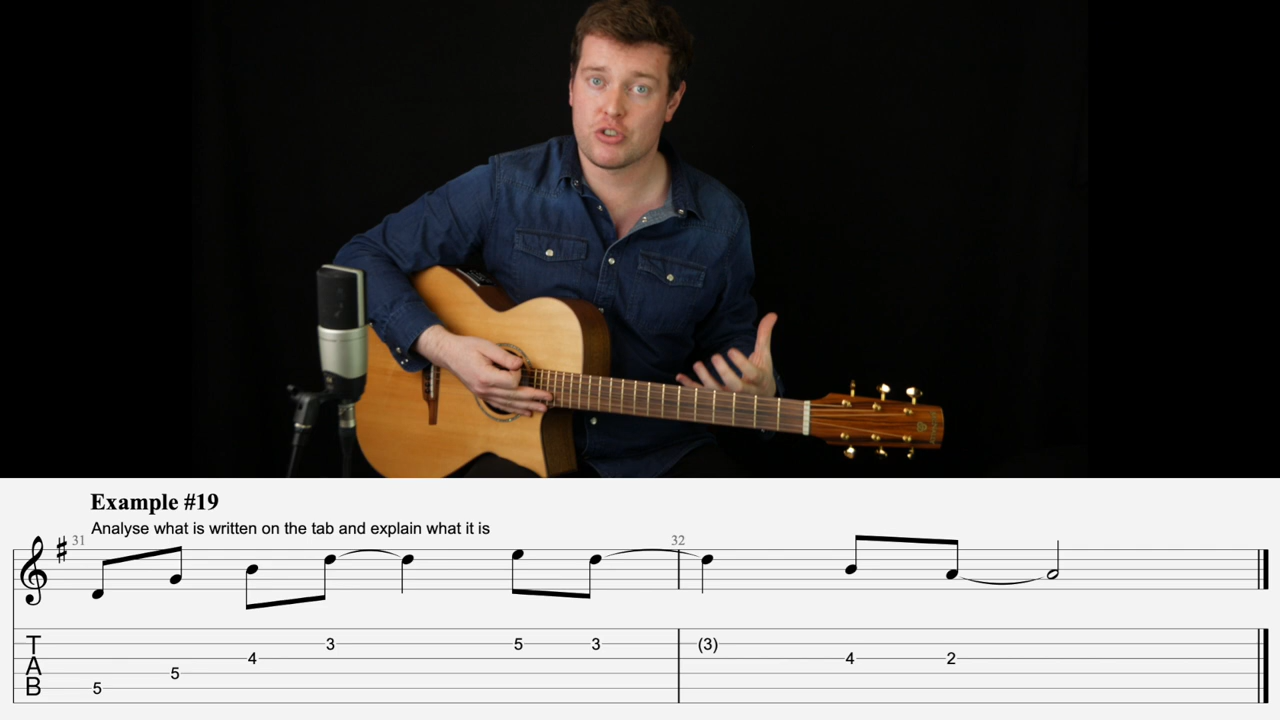 Example #19
Analyse what is written on the tab and explain what it is
31 32
T 3 5 3 (3)
4 4 2
A 5
B 5